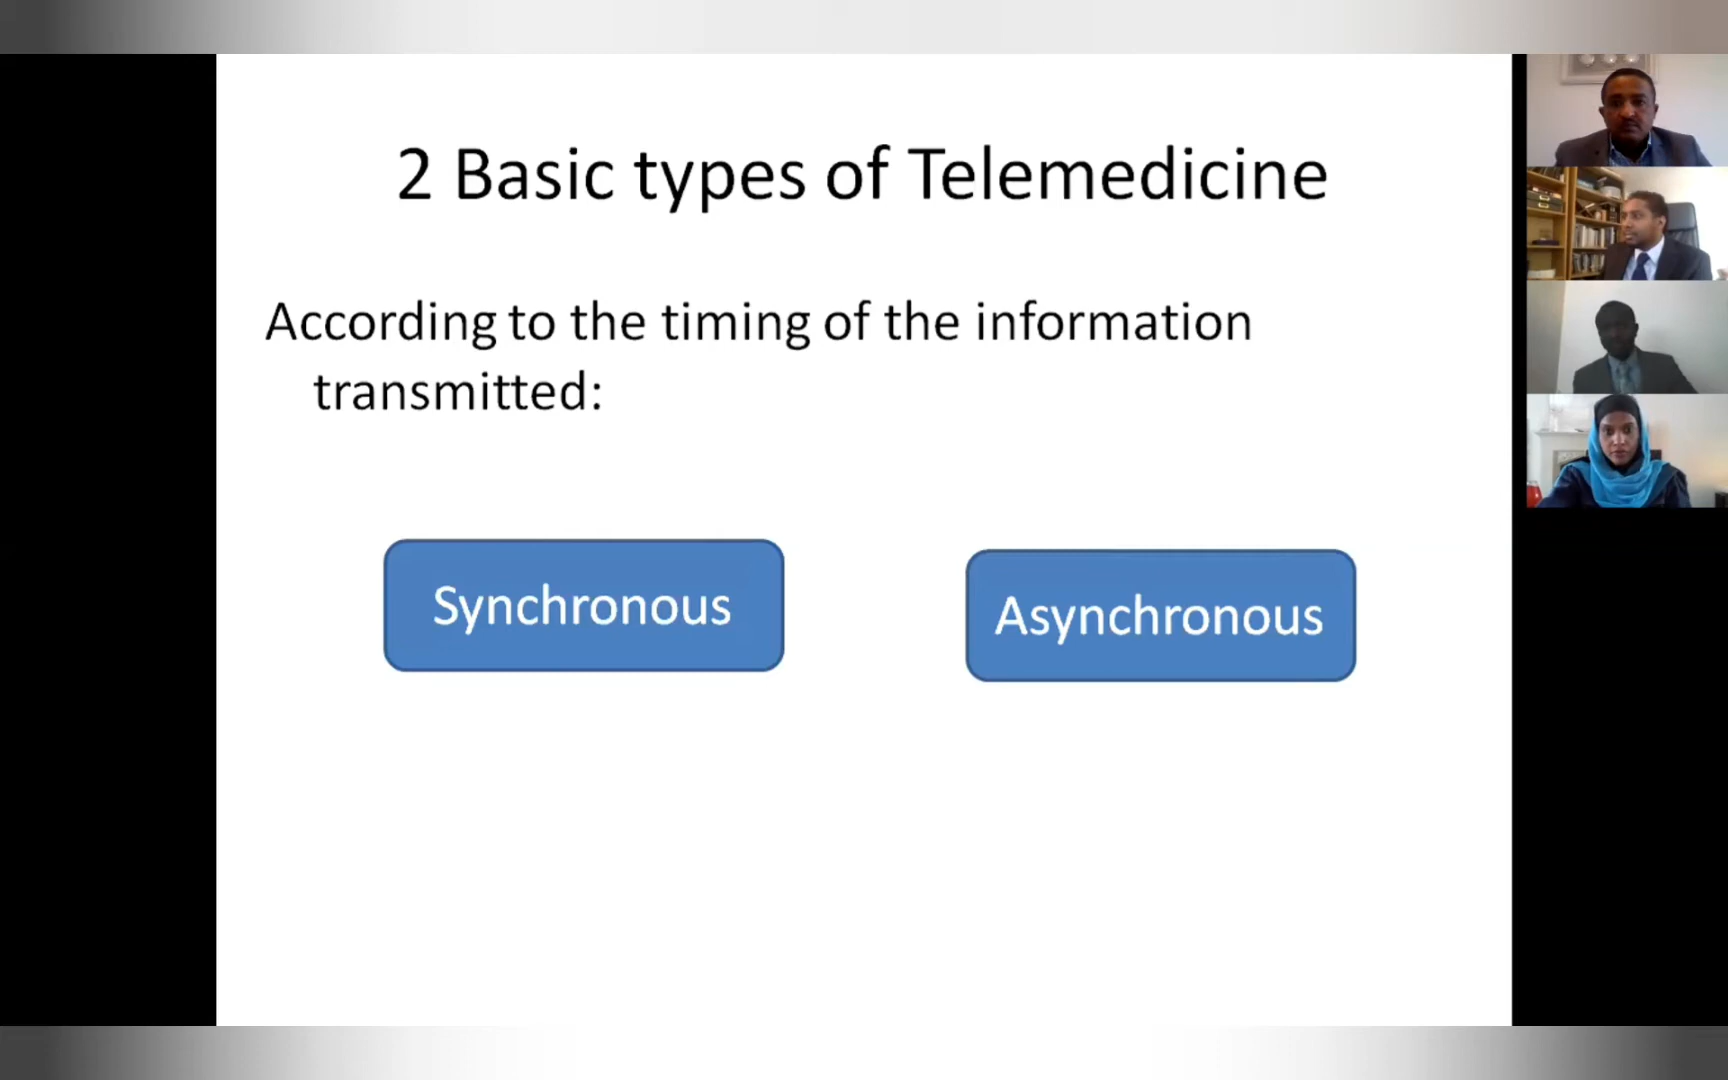 2 Basic types of Telemedicine
According to the timing of the information
transmitted:
Synchronous
Asynchronous